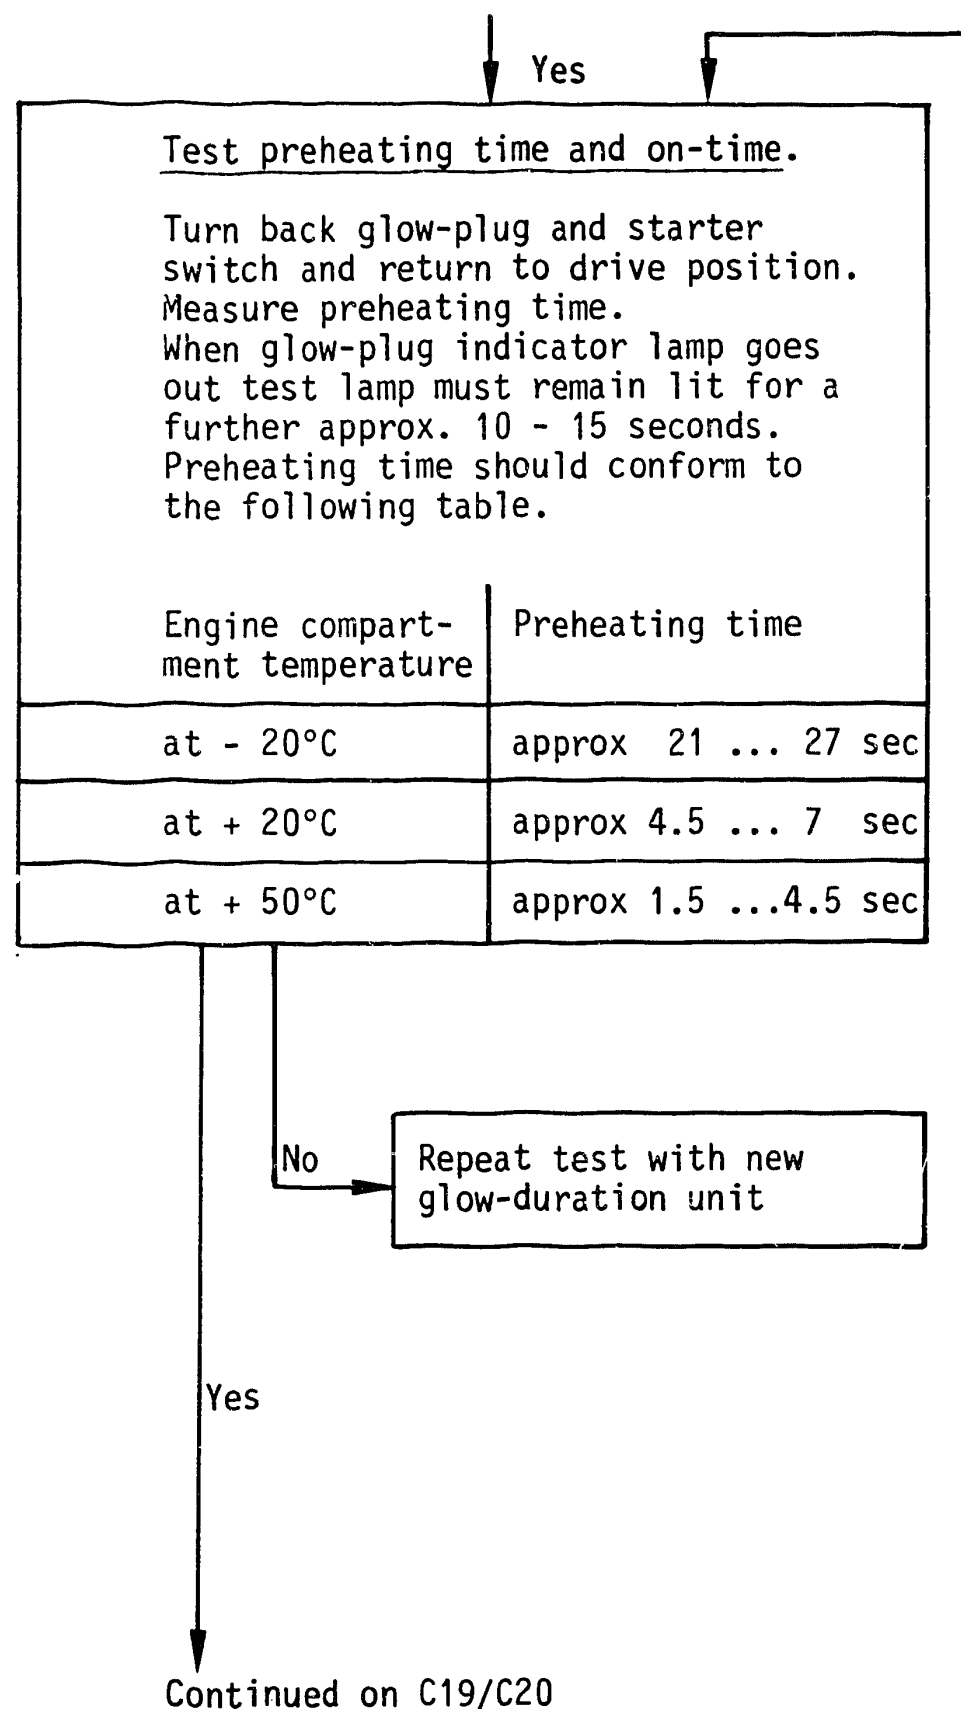 Yes
Test preheating time and on-time.
Turn back glow-plug and starter
switch and return to drive position.
Measure preheating time.
When glow-plug indicator lamp goes
out test lamp must remain lit for a
further approx. 10 - 15 seconds.
Preheating time should conform to
the following table.
Engine compart- Preheating time
ment temperature
at - 20°C approx 21 ... 27 sec
at + 20°C approx 4.5 ... 7 sec
at + 50°C approx 1.5 ...4.5 sec
No
Repeat test with new
glow-duration unit
Yes
Continued on C19/C20